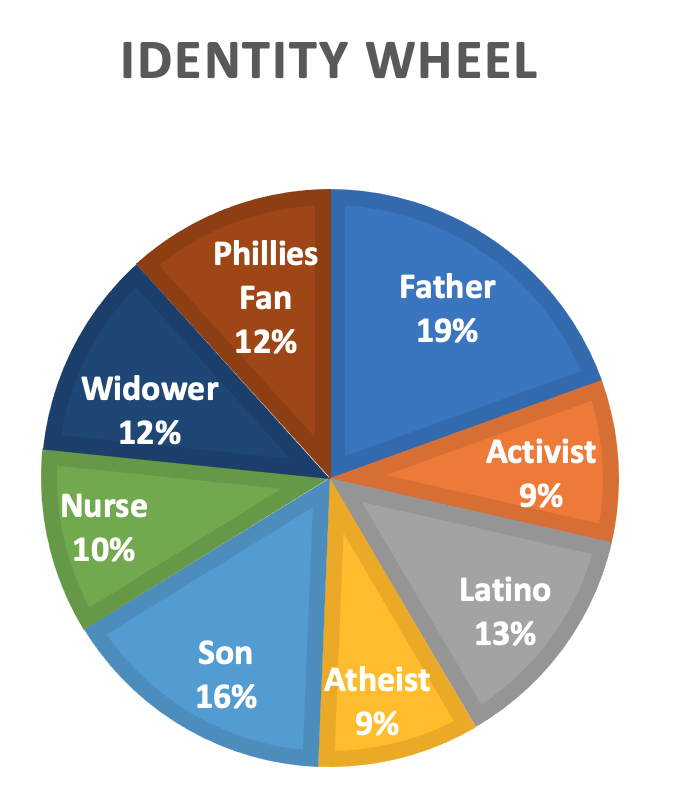 IDENTITY WHEEL
Father
19%
Activist
9%
Latino
13%
Atheist
9%
Son
16%
Nurse
10%
Widower
12%
Phillies
Fan
12%